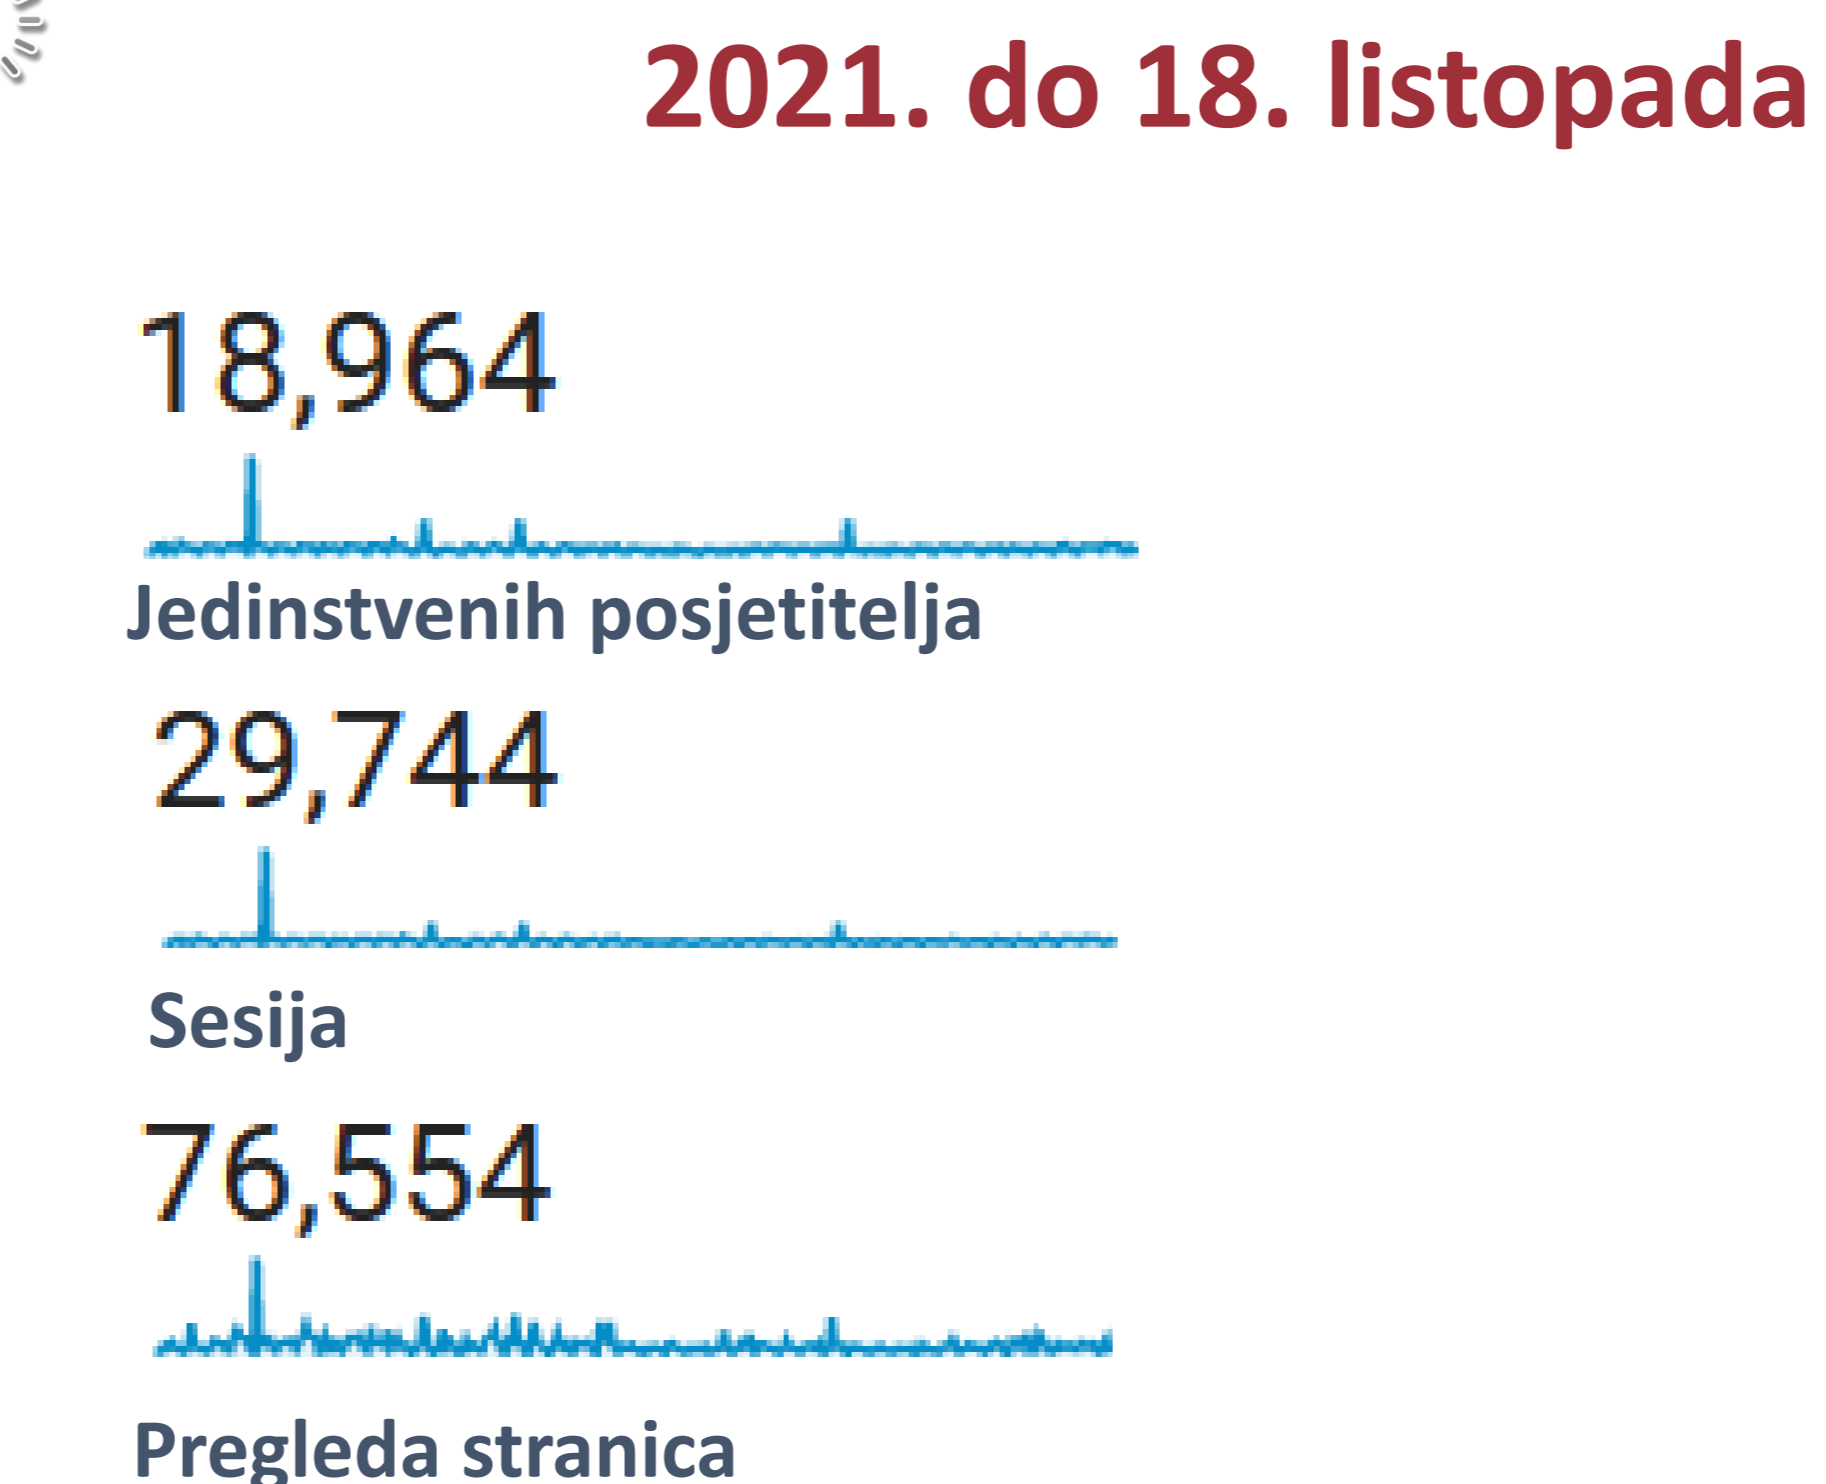 2021. do 18. listopada
18,964
Jedinstvenih posjetitelja
29,744
Sesija
76,554
Pregleda stranica